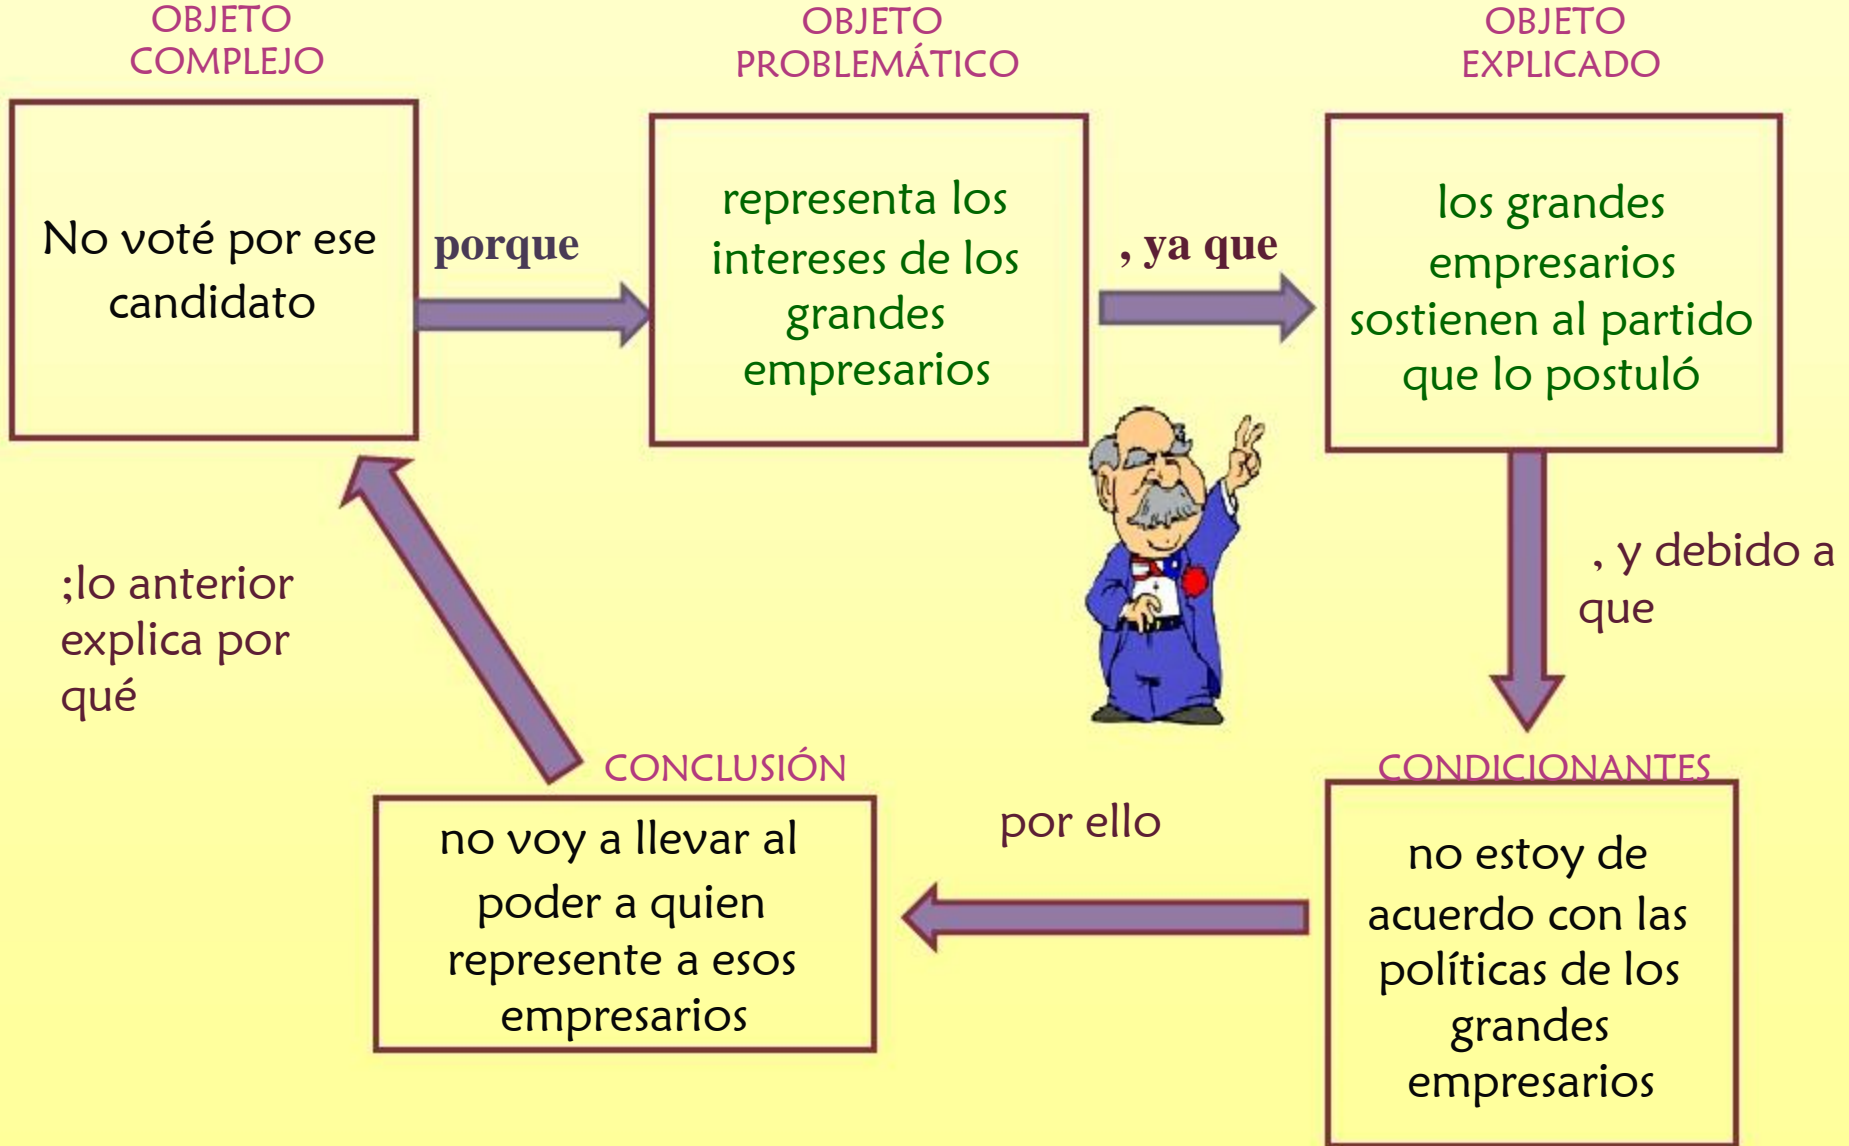 OBJETO
COMPLEJO
OBJETO
PROBLEMÁTICO
OBJETO
EXPLICADO
No voté por ese
candidato
porque
representa los
intereses de los
grandes
empresarios
, ya que
los grandes
empresarios
sostienen al partido
que lo postuló
, y debido a
que
CONDICIONANTES
no estoy de
acuerdo con las
políticas de los
grandes
empresarios
por ello
CONCLUSIÓN
no voy a llevar al
poder a quien
represente a esos
empresarios
;lo anterior
explica por
qué